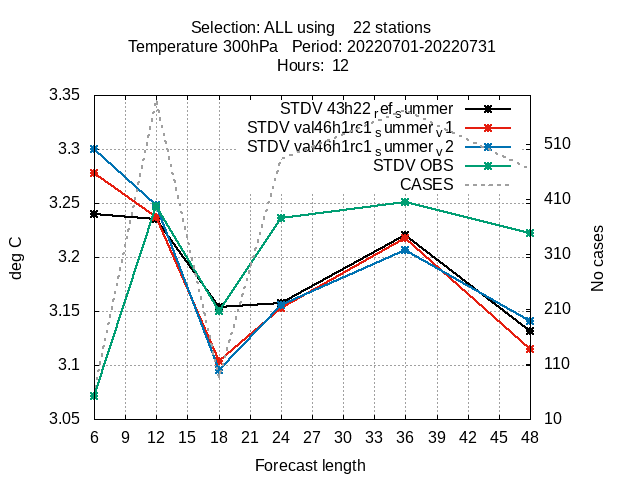 Selection: ALL using    22 stations
Temperature 300hPa   Period: 20220701-20220731
Hours:  12
3.35
3.3
3.25
3.2
3.15
3.1
3.05
deg C
STDV 43h22ᵣef_summer
STDV val46h1rc1_summer_v1
STDV val46h1rc1_summer_v2
STDV OBS
CASES
510
410
310
210
110
10
No cases
6 9 12 15 18 21 24 27 30 33 36 39 42 45 48
Forecast length